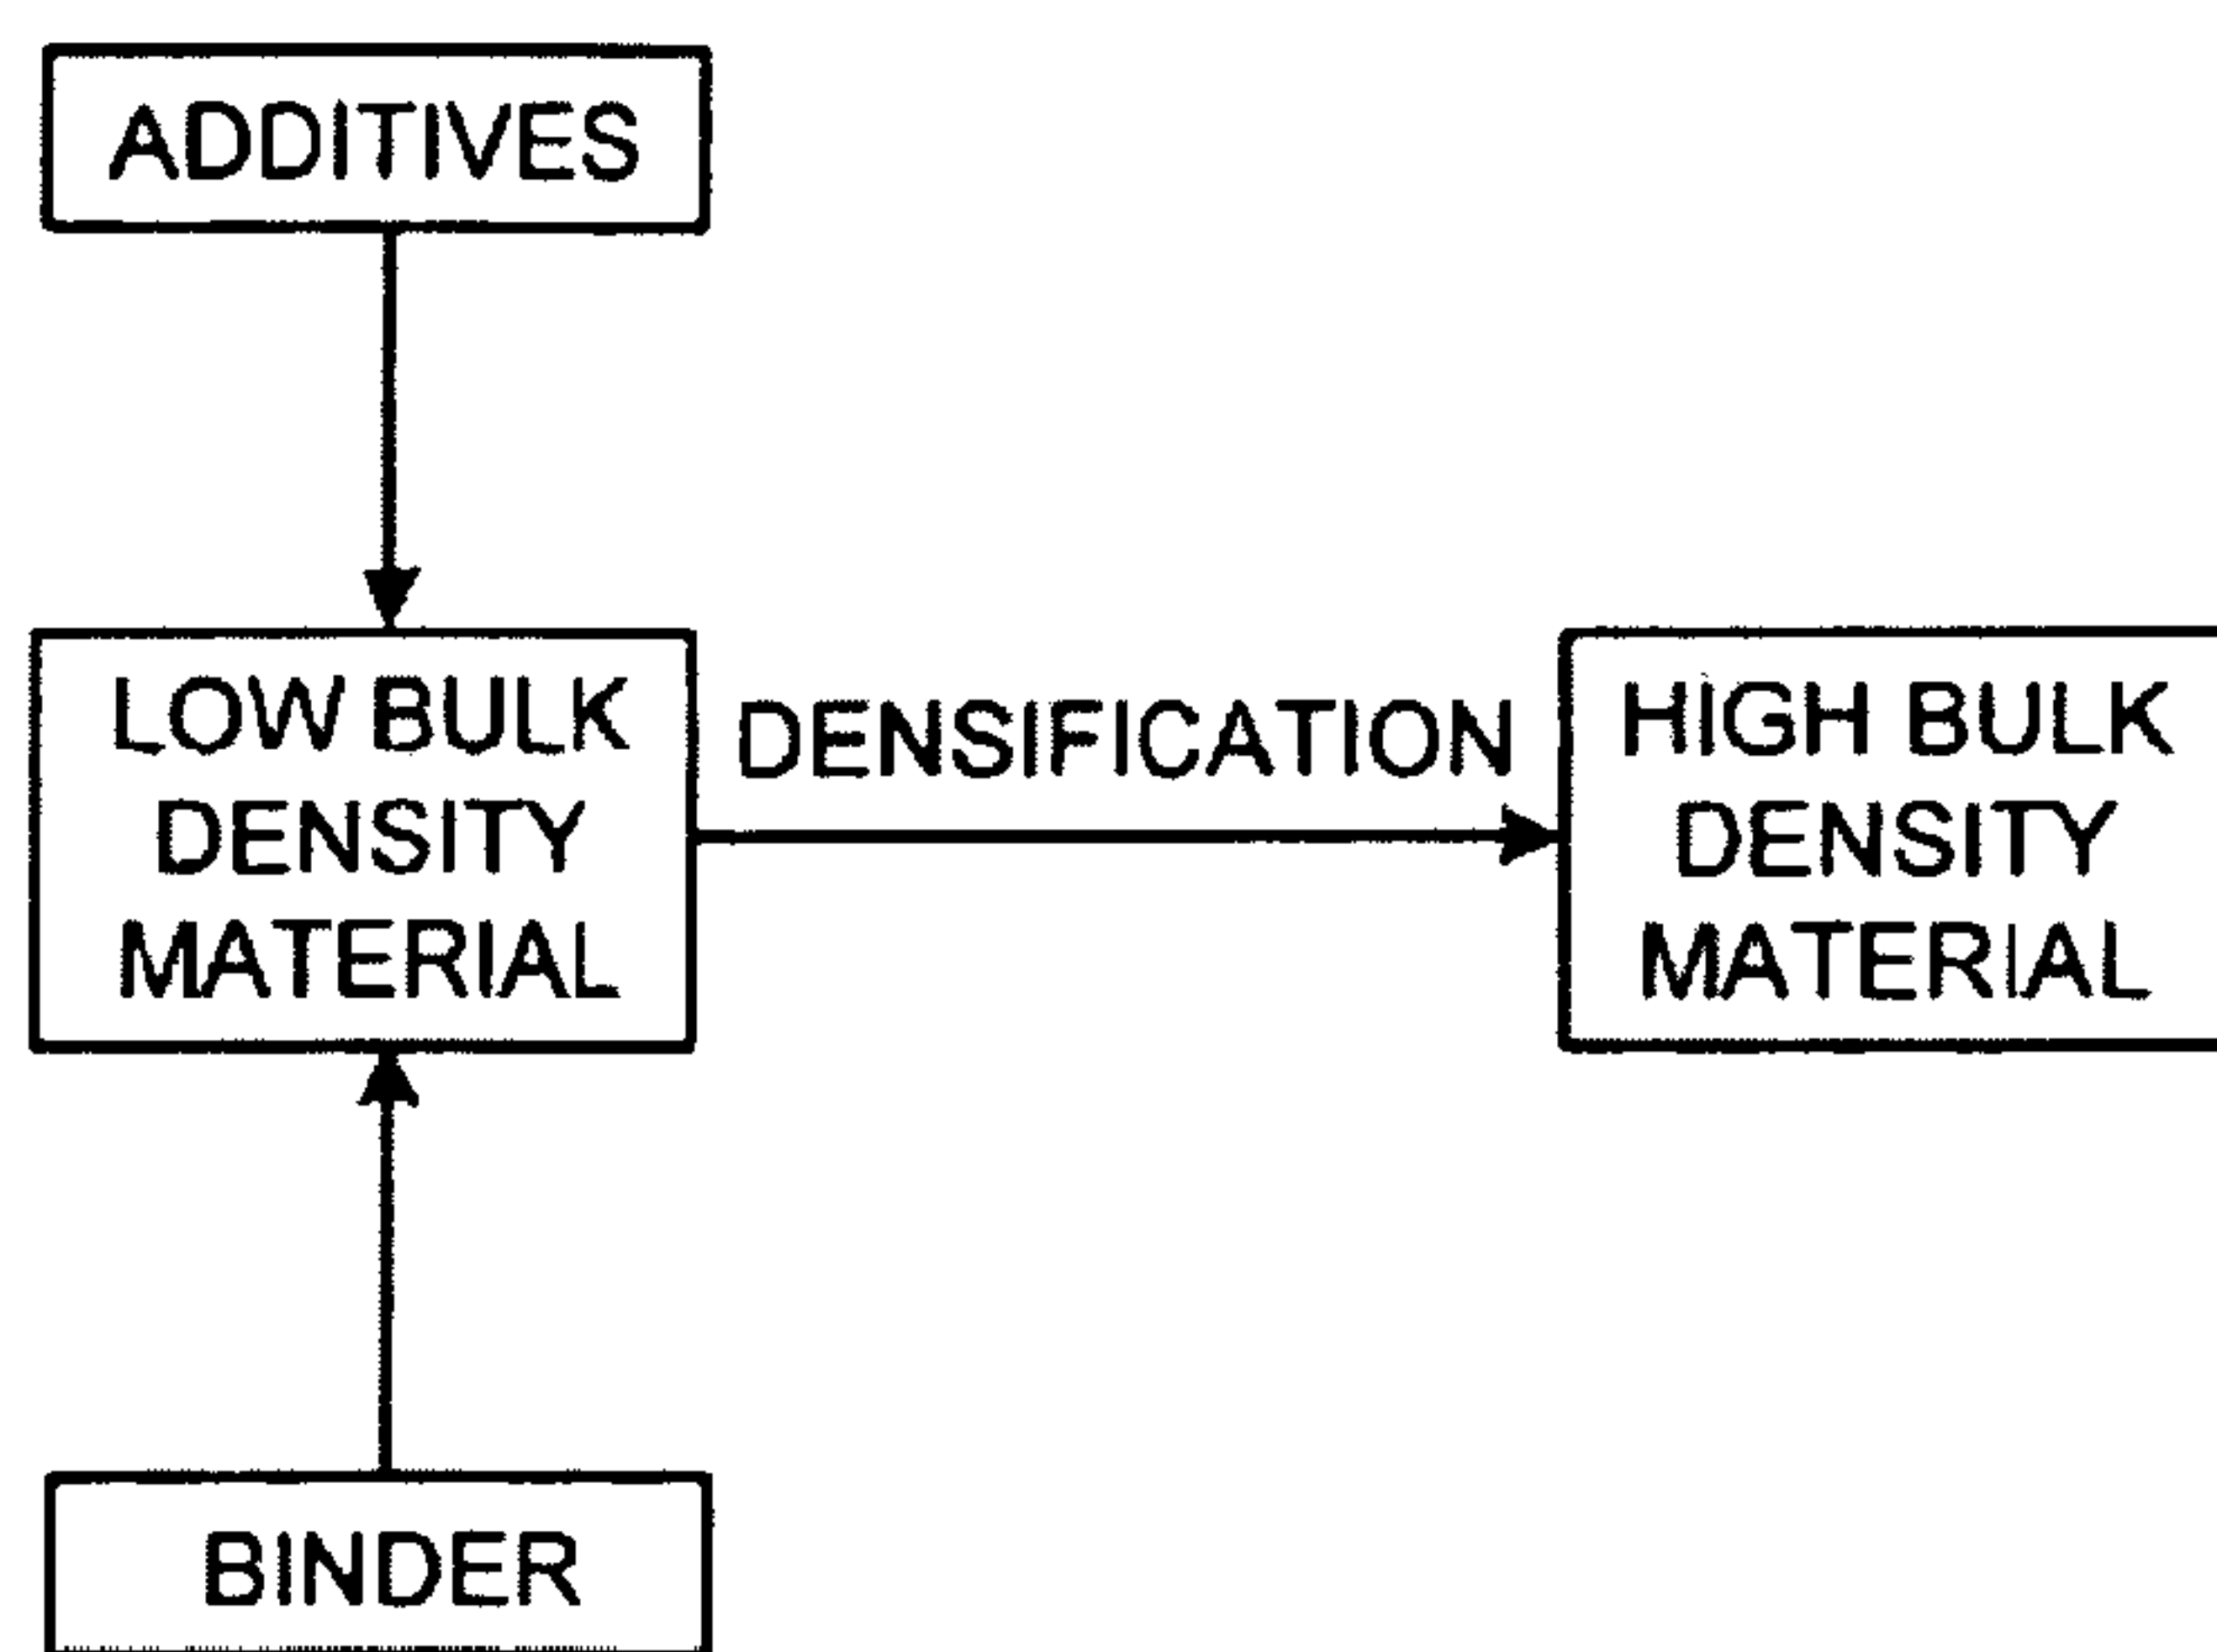 ADDITIVES
LOW BULK
DENSITY
MATERIAL
DENSIFICATION
HIGH BULK
DENSITY
MATERIAL
BINDER